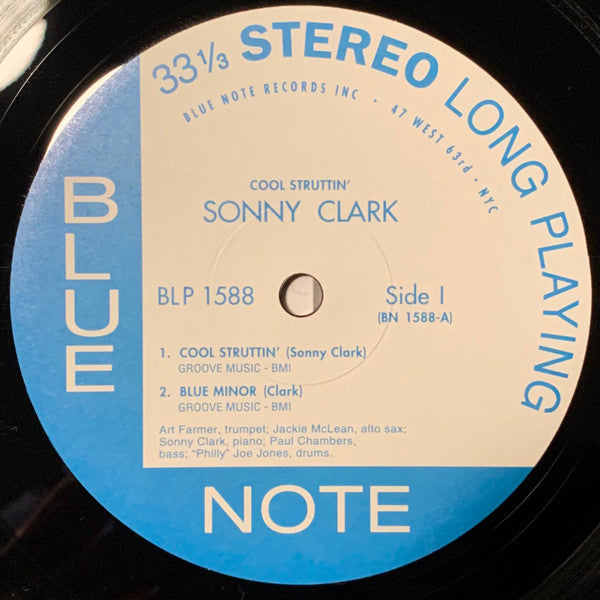 33 1/3 STEREO LONG PLAYING
BLUE NOTE RECORDS INC • 47 WEST 63rd • NYC
COOL STRUTTIN'
SONNY CLARK
BLP 1588
Side I
(BN 1588-A)
1. COOL STRUTTIN' (Sonny Clark)
GROOVE MUSIC - BMI
2. BLUE MINOR (Clark)
GROOVE MUSIC - BMI
Art Farmer, trumpet; Jackie McLean, alto sax;
Sonny Clark, piano; Paul Chambers,
bass; "Philly" Joe Jones, drums.
BLUE
NOTE